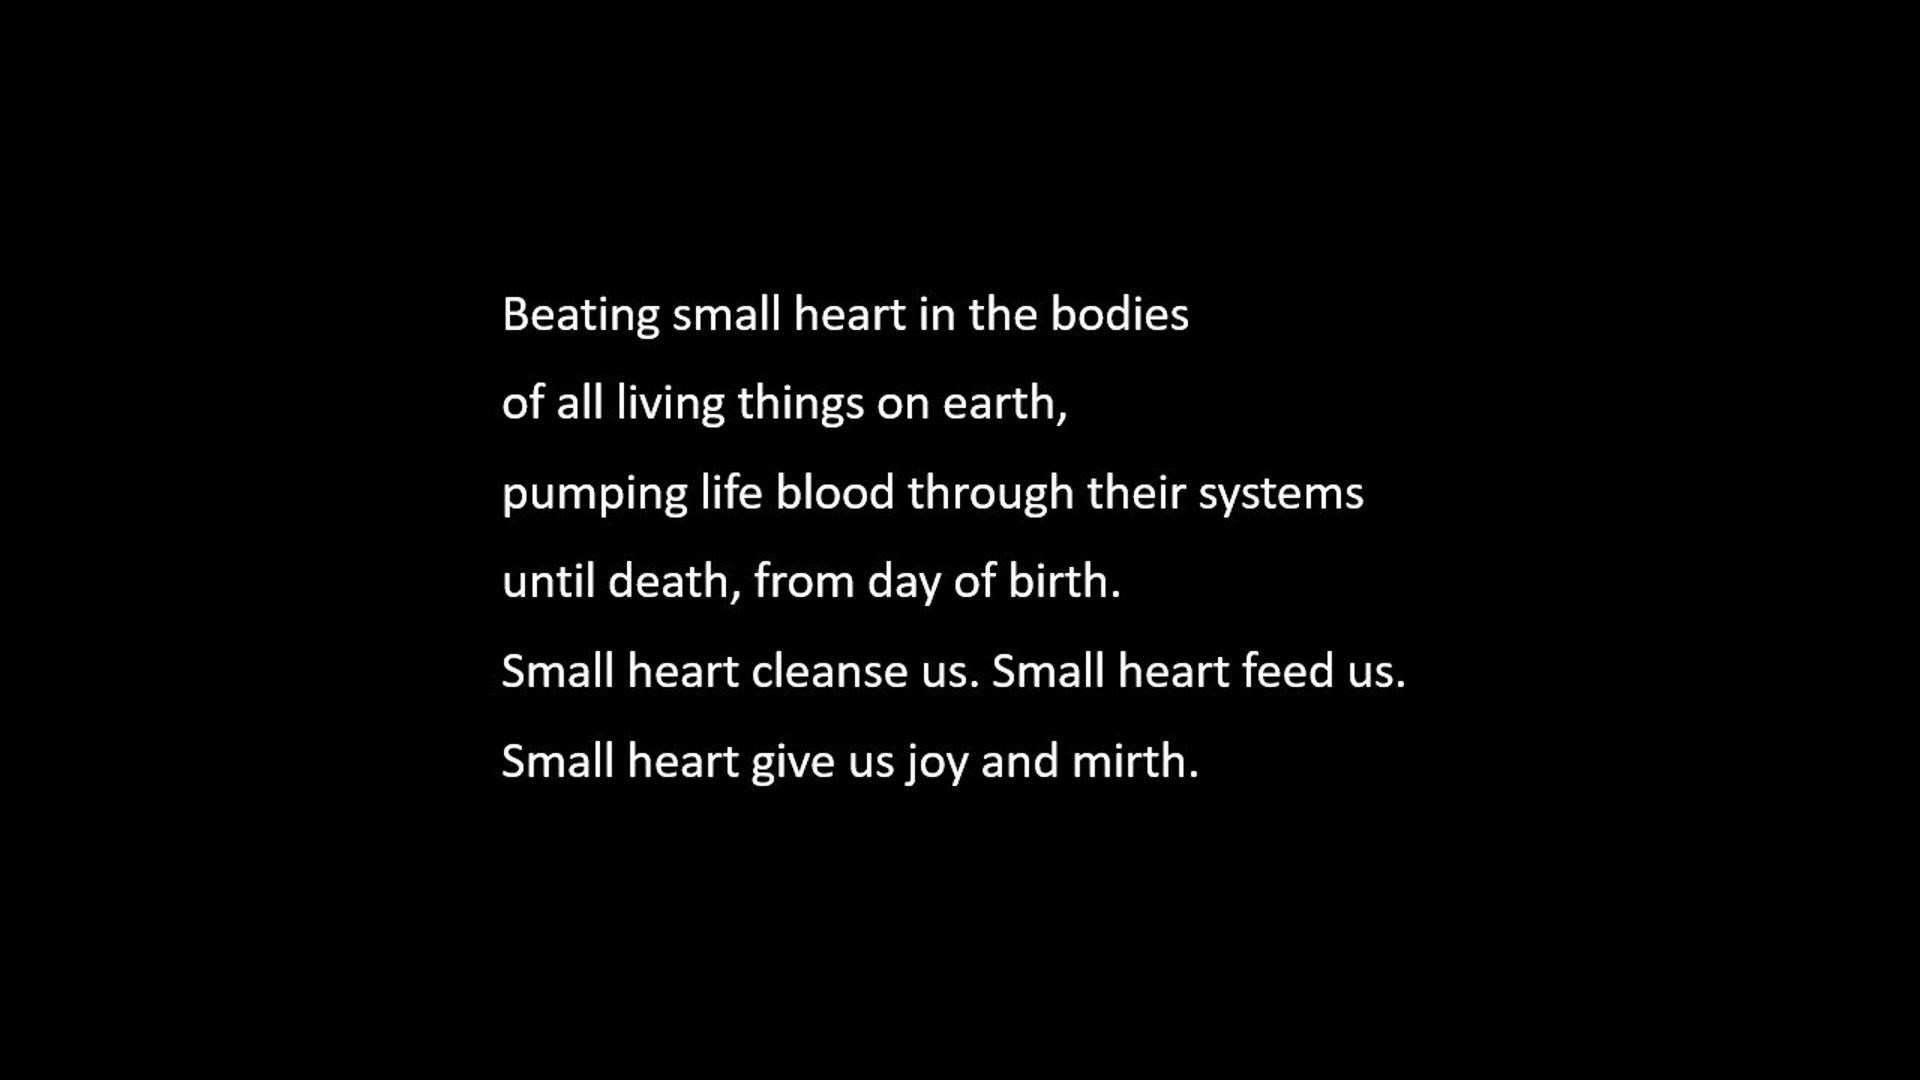 Beating small heart in the bodies
of all living things on earth,
pumping life blood through their systems
until death, from day of birth.
Small heart cleanse us. Small heart feed us.
Small heart give us joy and mirth.